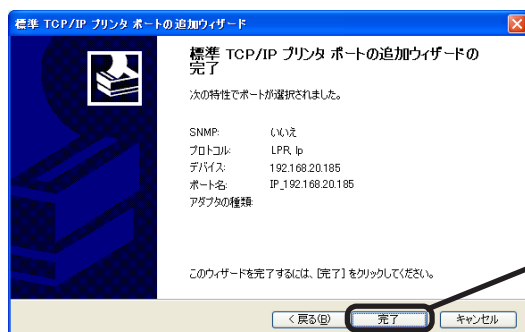 標準 TCP/IP プリンタ ポートの追加ウィザード
標準 TCP/IP プリンタ ポートの追加ウィザードの
完了
次の特性でポートが選択されました。
SNMP: いいえ
プロトコル: LPR, lp
デバイス: 192.168.20.185
ポート名: IP_192.168.20.185
アダプタの種類:
このウィザードを完了するには、[完了] をクリックしてください。
< 戻る(B) 完了 キャンセル